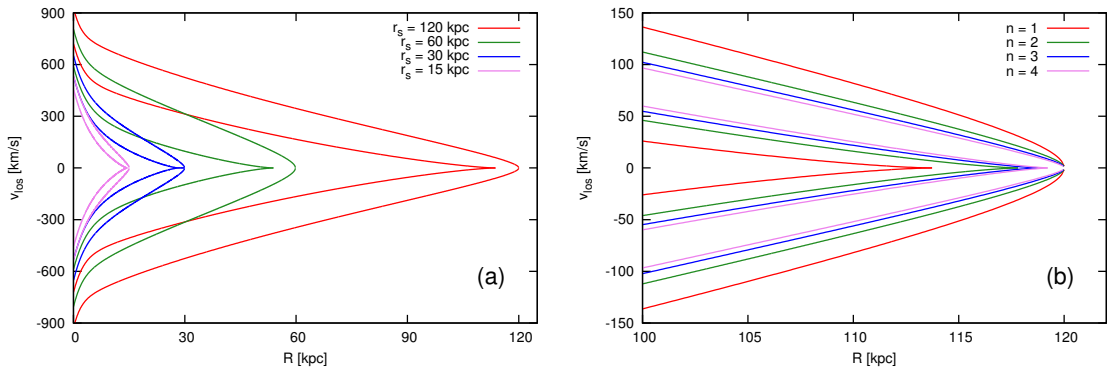 900
600
300
0
-300
-600
-900
v_los [km/s]
0 30 60 90 120
R [kpc]
r_s = 120 kpc
r_s = 60 kpc
r_s = 30 kpc
r_s = 15 kpc
(a)
150
100
50
0
-50
-100
-150
v_los [km/s]
100 105 110 115 120
R [kpc]
n = 1
n = 2
n = 3
n = 4
(b)